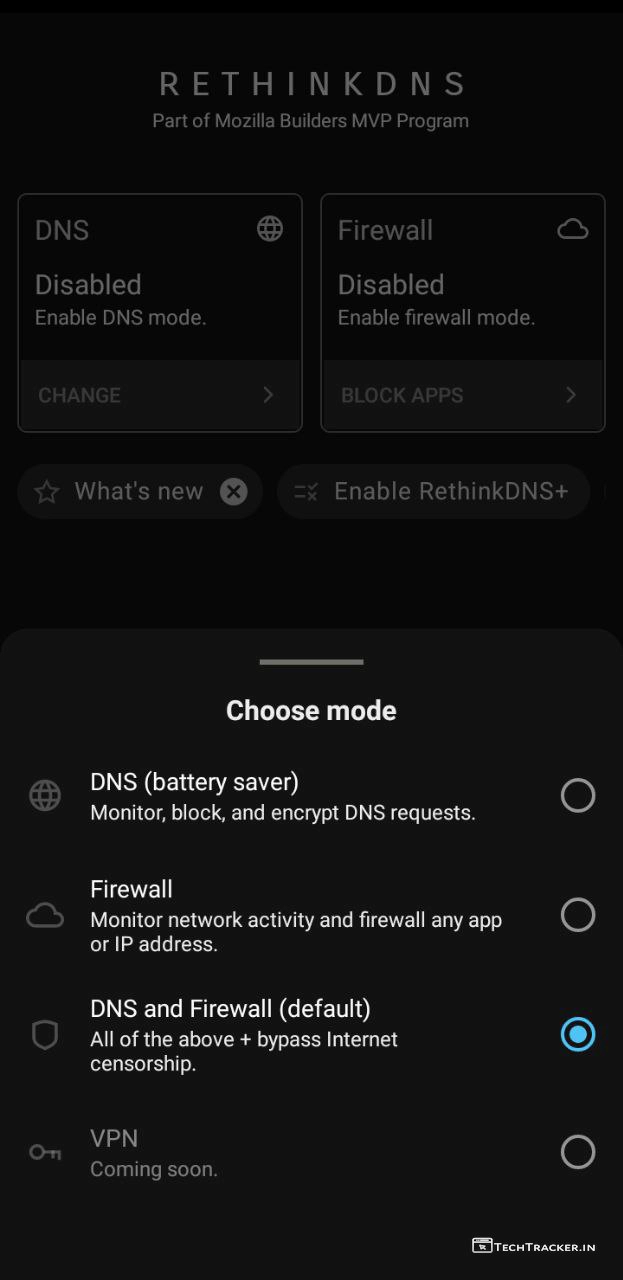 RETHINKDNS
Part of Mozilla Builders MVP Program
DNS
Firewall
Disabled
Disabled
Enable DNS mode.
Enable firewall mode.
CHANGE
BLOCK APPS
What's new
Enable RethinkDNS+
Choose mode
DNS (battery saver)
Monitor, block, and encrypt DNS requests.
Firewall
Monitor network activity and firewall any app
or IP address.
DNS and Firewall (default)
All of the above + bypass Internet
censorship.
VPN
Coming soon.
TECHTRACKER.IN